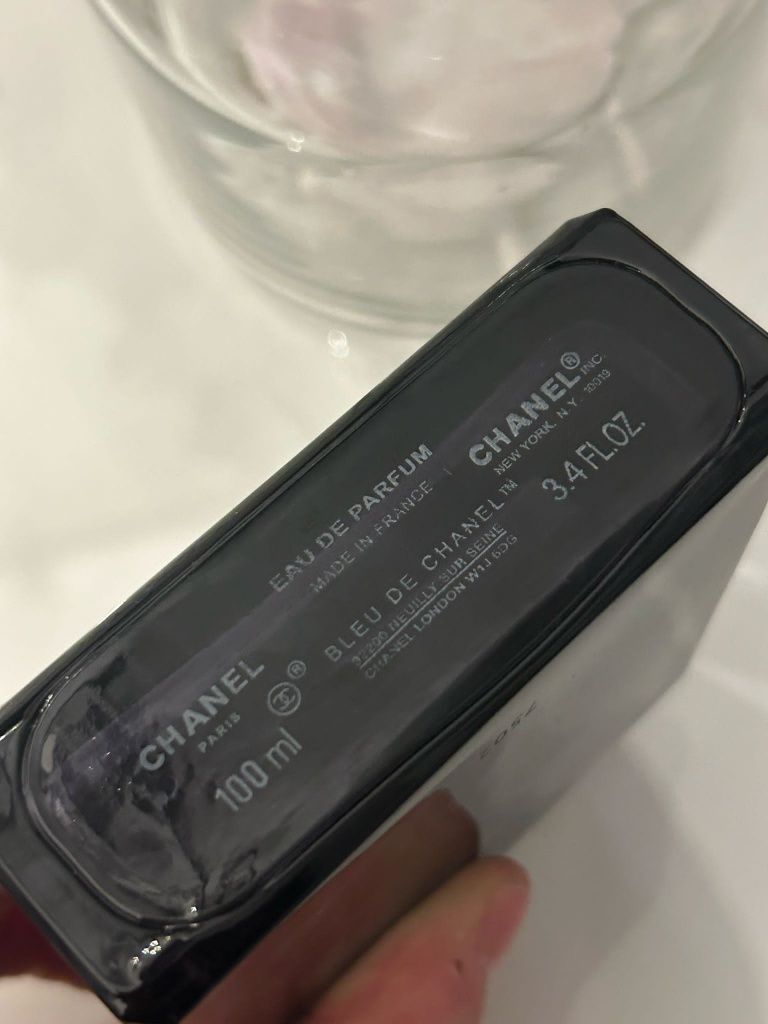 EAU DE PARFUM
MADE IN FRANCE
CHANEL® INC.
NEW YORK. N.Y. 10019
CHANEL
PARIS
®
BLEU DE CHANEL™
92200 NEUILLY SUR SEINE
CHANEL LONDON W1J 6DG
100 ml
3.4 FL.OZ.